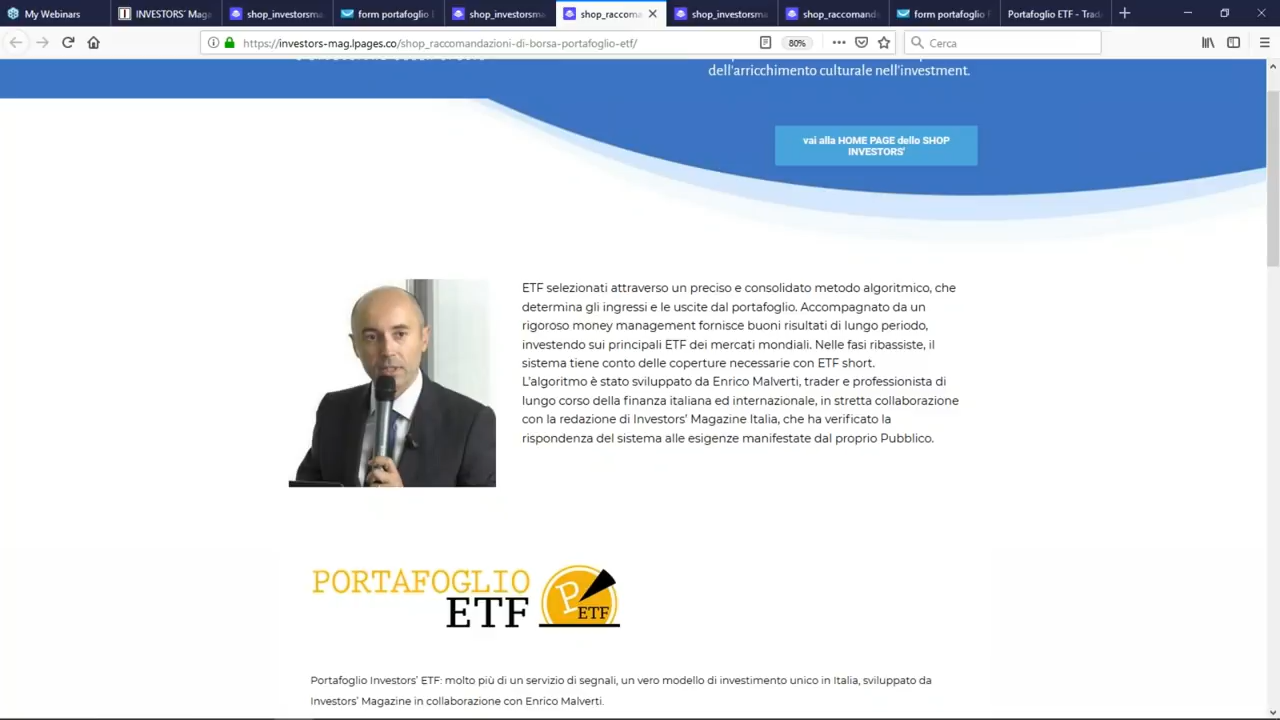 My Webinars
INVESTORS' Maga
shop_investorsma
form portafoglio E
shop_investorsma
shop_raccoma
shop_investorsma
shop_raccomanda
form portafoglio
Portafoglio ETF - Trad
https://investors-mag.lpages.co/shop_raccomandazioni-di-borsa-portafoglio-etf/
80%
Cerca
dell'arricchimento culturale nell'investment.
vai alla HOME PAGE dello SHOP
INVESTORS'
ETF selezionati attraverso un preciso e consolidato metodo algoritmico, che
determina gli ingressi e le uscite dal portafoglio. Accompagnato da un
rigoroso money management fornisce buoni risultati di lungo periodo,
investendo sui principali ETF dei mercati mondiali. Nelle fasi ribassiste, il
sistema tiene conto delle coperture necessarie con ETF short.
L'algoritmo è stato sviluppato da Enrico Malverti, trader e professionista di
lungo corso della finanza italiana ed internazionale, in stretta collaborazione
con la redazione di Investors' Magazine Italia, che ha verificato la
rispondenza del sistema alle esigenze manifestate dal proprio Pubblico.
PORTAFOGLIO
ETF
P
ETF
Portafoglio Investors' ETF: molto più di un servizio di segnali, un vero modello di investimento unico in Italia, sviluppato da
Investors' Magazine in collaborazione con Enrico Malverti.